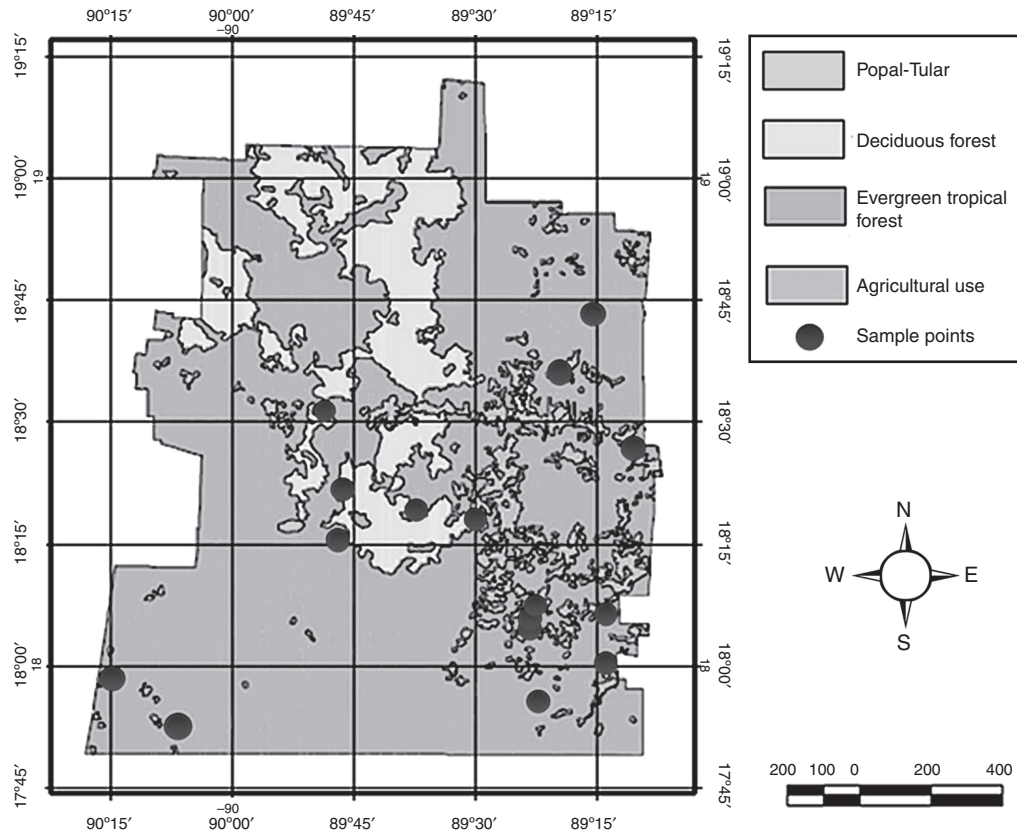 90°15′ 90°00′ 89°45′ 89°30′ 89°15′
–90
19°15′ 19°15′
19°00′ 19 19 19°00′
18°45′ 18°45′
18°30′ 18°30′
18°15′ 18°15′
18°00′ 18 18 18°00′
17°45′ 17°45′
–90
90°15′ 90°00′ 89°45′ 89°30′ 89°15′
Popal-Tular
Deciduous forest
Evergreen tropical
forest
Agricultural use
Sample points
N
W E
S
200 100 0 200 400